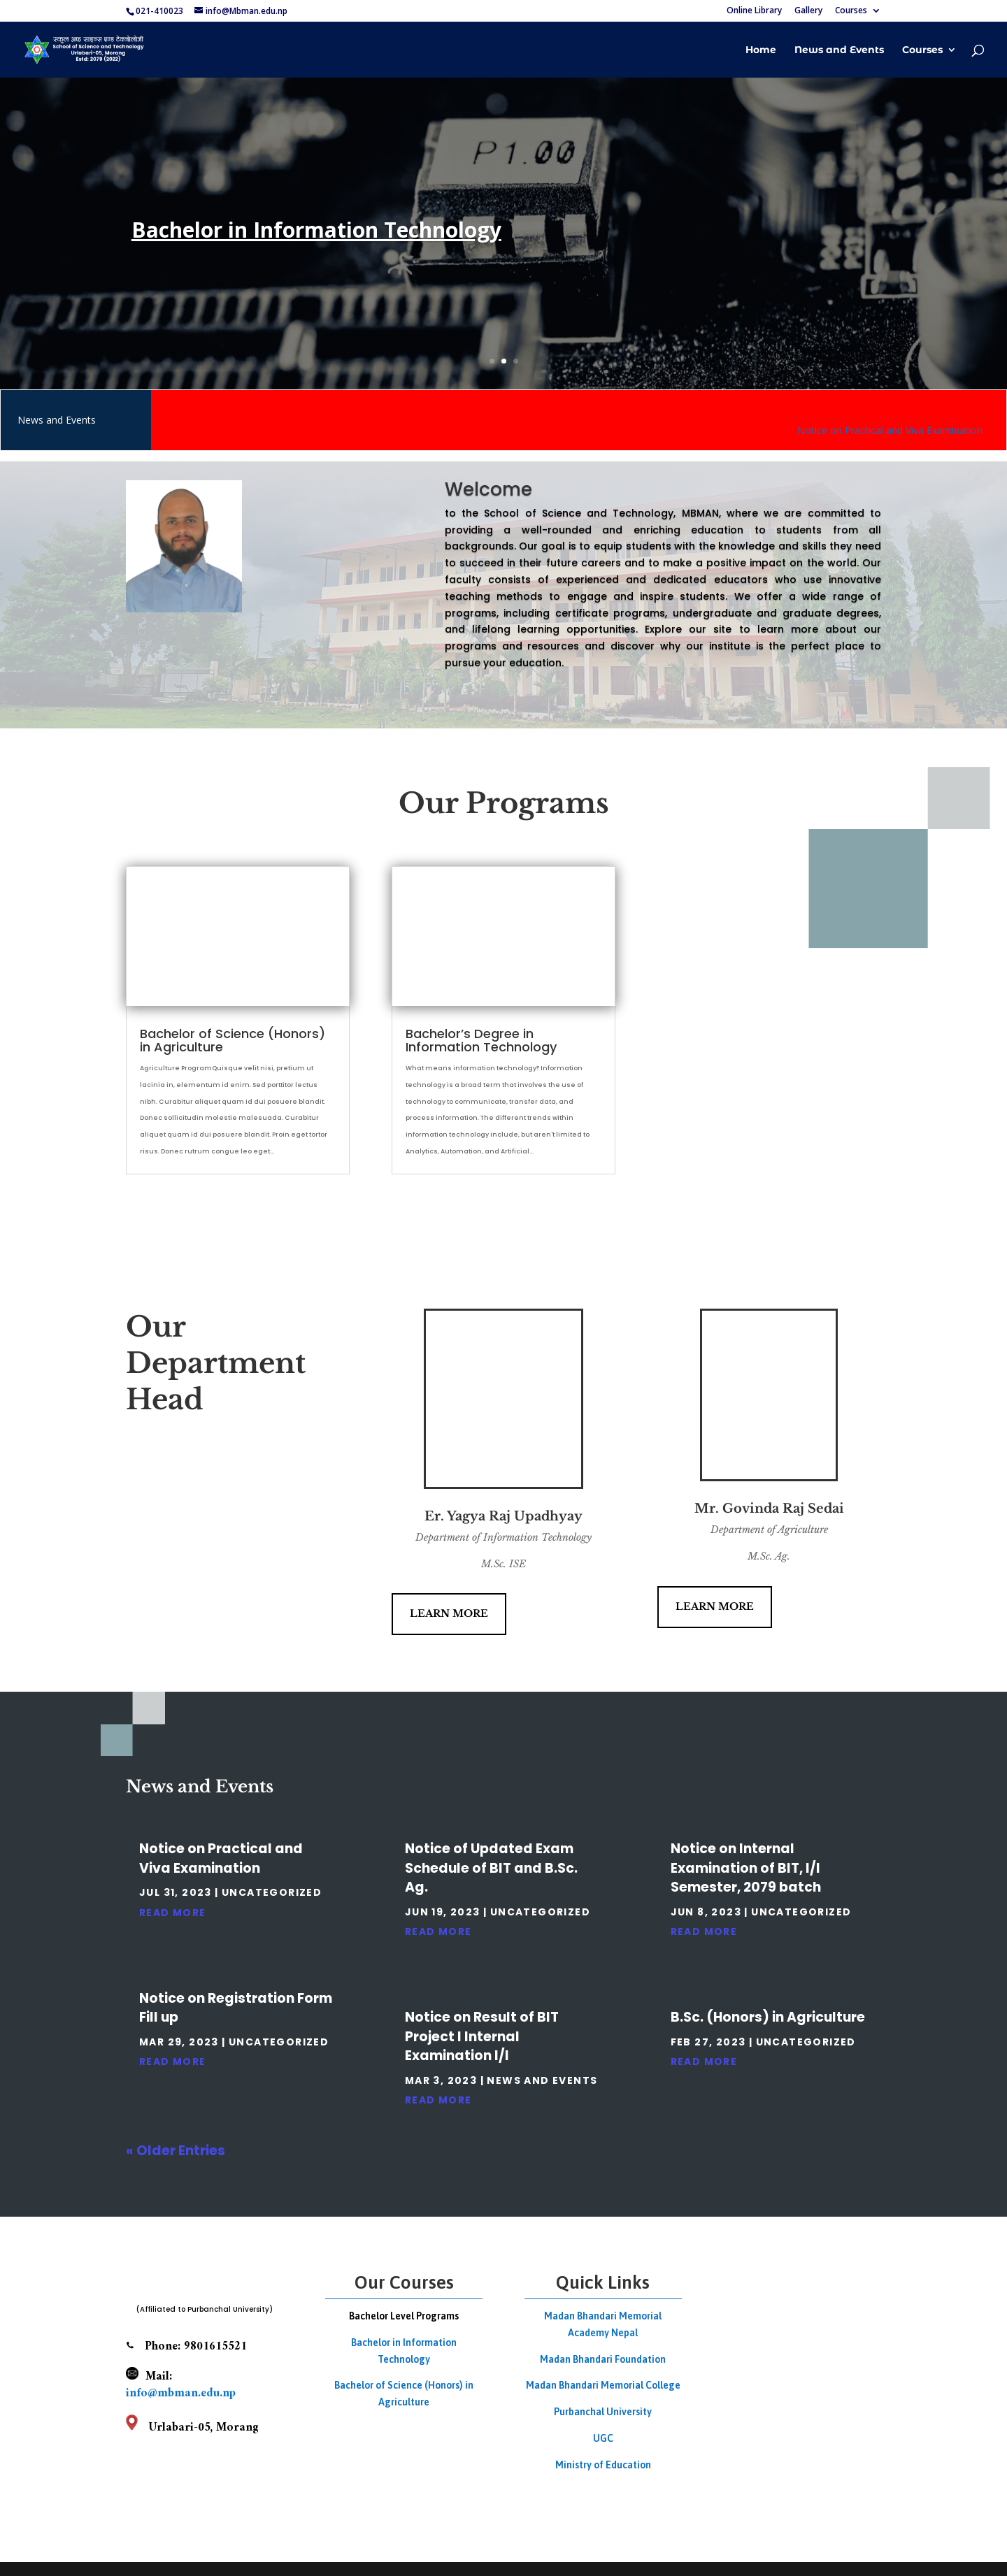 021-410023 info@Mbman.edu.np Online Library Gallery Courses
स्कूल अफ साइन्स ग्राण्ड टेक्नोलोजी
School of Science and Technology
Urlabari-05, Morang
Estd: 2079 (2022)
Home News and Events Courses
P1.00
Bachelor in Information Technology
News and Events
Notice on Practical and Viva Examination
Welcome
to the School of Science and Technology, MBMAN, where we are committed to
providing a well-rounded and enriching education to students from all
backgrounds. Our goal is to equip students with the knowledge and skills they need
to succeed in their future careers and to make a positive impact on the world. Our
faculty consists of experienced and dedicated educators who use innovative
teaching methods to engage and inspire students. We offer a wide range of
programs, including certificate programs, undergraduate and graduate degrees,
and lifelong learning opportunities. Explore our site to learn more about our
programs and resources and discover why our institute is the perfect place to
pursue your education.
Our Programs
Bachelor of Science (Honors)
in Agriculture
Agriculture ProgramQuisque velit nisi, pretium ut
lacinia in, elementum id enim. Sed porttitor lectus
nibh. Curabitur aliquet quam id dui posuere blandit.
Donec sollicitudin molestie malesuada. Curabitur
aliquet quam id dui posuere blandit. Proin eget tortor
risus. Donec rutrum congue leo eget...
Bachelor’s Degree in
Information Technology
What means information technology? Information
technology is a broad term that involves the use of
technology to communicate, transfer data, and
process information. The different trends within
information technology include, but aren't limited to
Analytics, Automation, and Artificial...
Our
Department
Head
Er. Yagya Raj Upadhyay
Department of Information Technology
M.Sc. ISE
LEARN MORE
Mr. Govinda Raj Sedai
Department of Agriculture
M.Sc. Ag.
LEARN MORE
News and Events
Notice on Practical and
Viva Examination
JUL 31, 2023 | UNCATEGORIZED
READ MORE
Notice of Updated Exam
Schedule of BIT and B.Sc.
Ag.
JUN 19, 2023 | UNCATEGORIZED
READ MORE
Notice on Internal
Examination of BIT, I/I
Semester, 2079 batch
JUN 8, 2023 | UNCATEGORIZED
READ MORE
Notice on Registration Form
Fill up
MAR 29, 2023 | UNCATEGORIZED
READ MORE
Notice on Result of BIT
Project I Internal
Examination I/I
MAR 3, 2023 | NEWS AND EVENTS
READ MORE
B.Sc. (Honors) in Agriculture
FEB 27, 2023 | UNCATEGORIZED
READ MORE
« Older Entries
(Affiliated to Purbanchal University)
Phone: 9801615521
Mail:
info@mbman.edu.np
Urlabari-05, Morang
Our Courses
Bachelor Level Programs
Bachelor in Information
Technology
Bachelor of Science (Honors) in
Agriculture
Quick Links
Madan Bhandari Memorial
Academy Nepal
Madan Bhandari Foundation
Madan Bhandari Memorial College
Purbanchal University
UGC
Ministry of Education